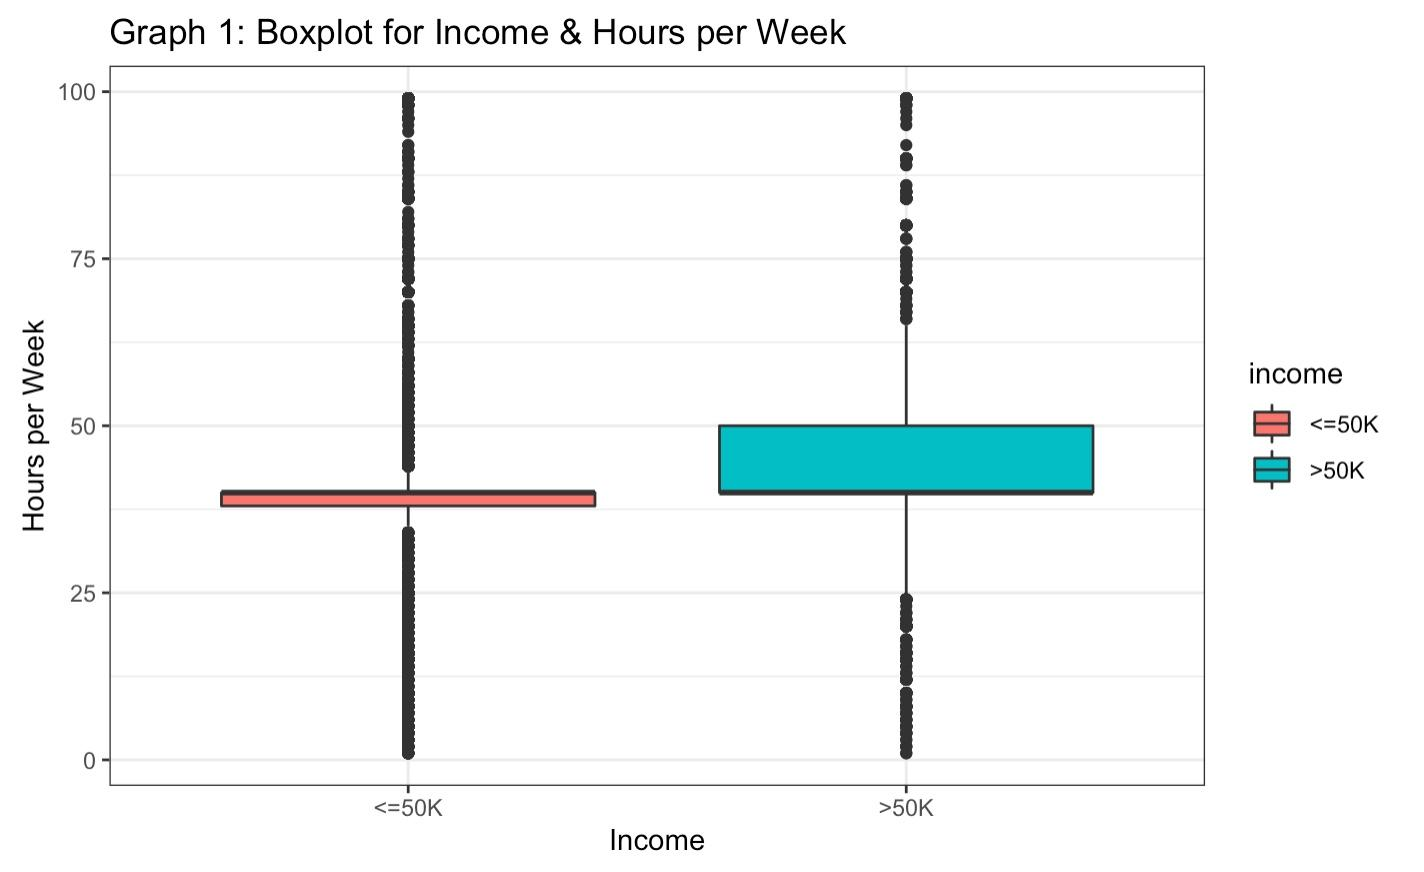 Graph 1: Boxplot for Income & Hours per Week
100
75
50
25
0
Hours per Week
<=50K
>50K
Income
income
<=50K
>50K